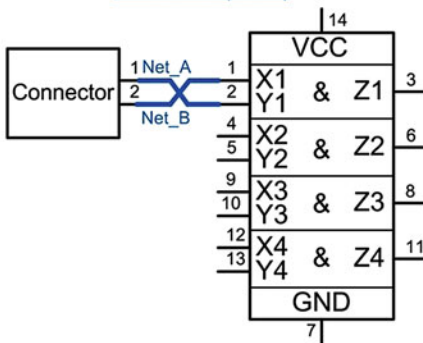 14
VCC
1 Net_A 1 X1 & Z1 3
Connector
2 2 Y1
Net_B
4 X2 & Z2 6
5 Y2
9 X3 & Z3 8
10 Y3
12 X4 & Z4 11
13 Y4
GND
7